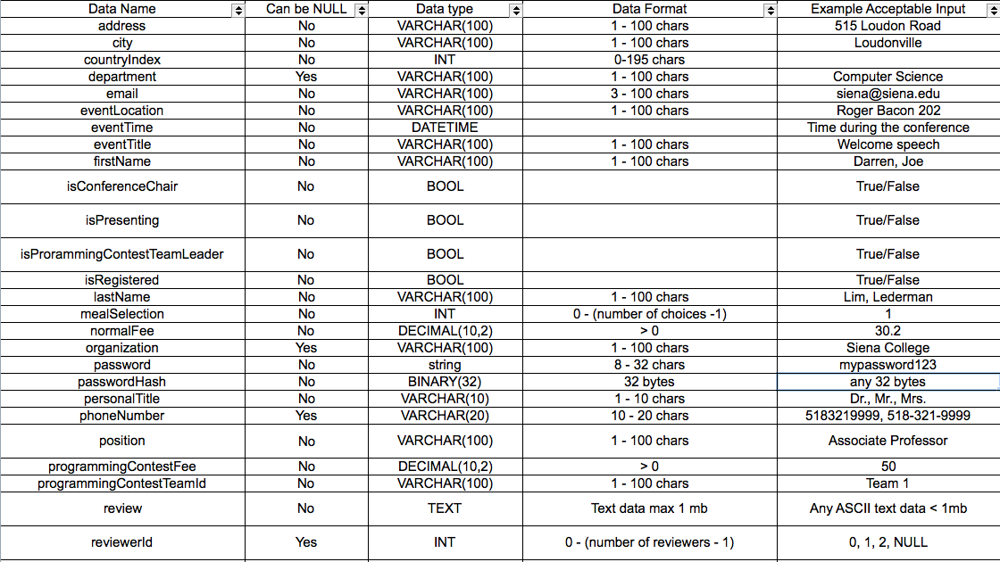 Data Name Can be NULL Data type Data Format Example Acceptable Input
address No VARCHAR(100) 1 - 100 chars 515 Loudon Road
city No VARCHAR(100) 1 - 100 chars Loudonville
countryIndex No INT 0-195 chars
department Yes VARCHAR(100) 1 - 100 chars Computer Science
email No VARCHAR(100) 3 - 100 chars siena@siena.edu
eventLocation No VARCHAR(100) 1 - 100 chars Roger Bacon 202
eventTime No DATETIME Time during the conference
eventTitle No VARCHAR(100) 1 - 100 chars Welcome speech
firstName No VARCHAR(100) 1 - 100 chars Darren, Joe
isConferenceChair No BOOL True/False
isPresenting No BOOL True/False
isProrammingContestTeamLeader No BOOL True/False
isRegistered No BOOL True/False
lastName No VARCHAR(100) 1 - 100 chars Lim, Lederman
mealSelection No INT 0 - (number of choices -1) 1
normalFee No DECIMAL(10,2) > 0 30.2
organization Yes VARCHAR(100) 1 - 100 chars Siena College
password No string 8 - 32 chars mypassword123
passwordHash No BINARY(32) 32 bytes any 32 bytes
personalTitle No VARCHAR(10) 1 - 10 chars Dr., Mr., Mrs.
phoneNumber Yes VARCHAR(20) 10 - 20 chars 5183219999, 518-321-9999
position No VARCHAR(100) 1 - 100 chars Associate Professor
programmingContestFee No DECIMAL(10,2) > 0 50
programmingContestTeamId No VARCHAR(100) 1 - 100 chars Team 1
review No TEXT Text data max 1 mb Any ASCII text data < 1mb
reviewerId Yes INT 0 - (number of reviewers - 1) 0, 1, 2, NULL